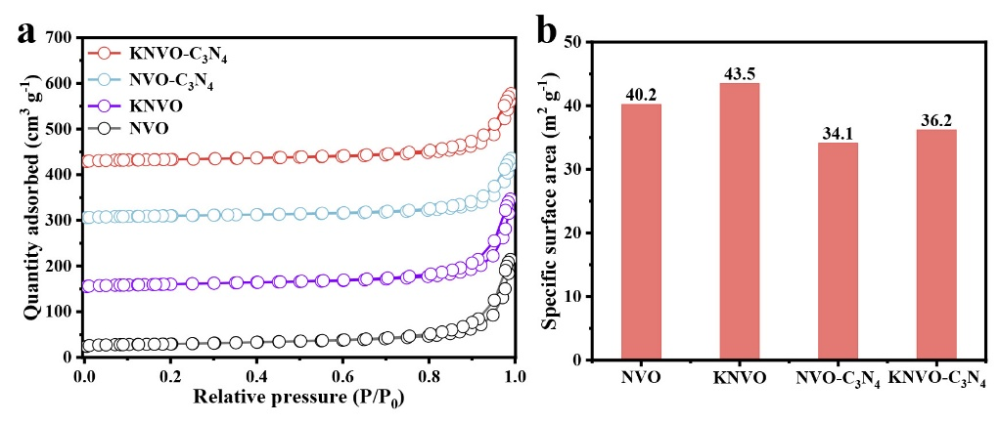 a
Quantity adsorbed (cm³ g⁻¹)
700
600
500
400
300
200
100
0
KNVO-C₃N₄
NVO-C₃N₄
KNVO
NVO
0.0 0.2 0.4 0.6 0.8 1.0
Relative pressure (P/P₀)
b
Specific surface area (m² g⁻¹)
50
40
30
20
10
0
40.2
43.5
34.1
36.2
NVO KNVO NVO-C₃N₄ KNVO-C₃N₄